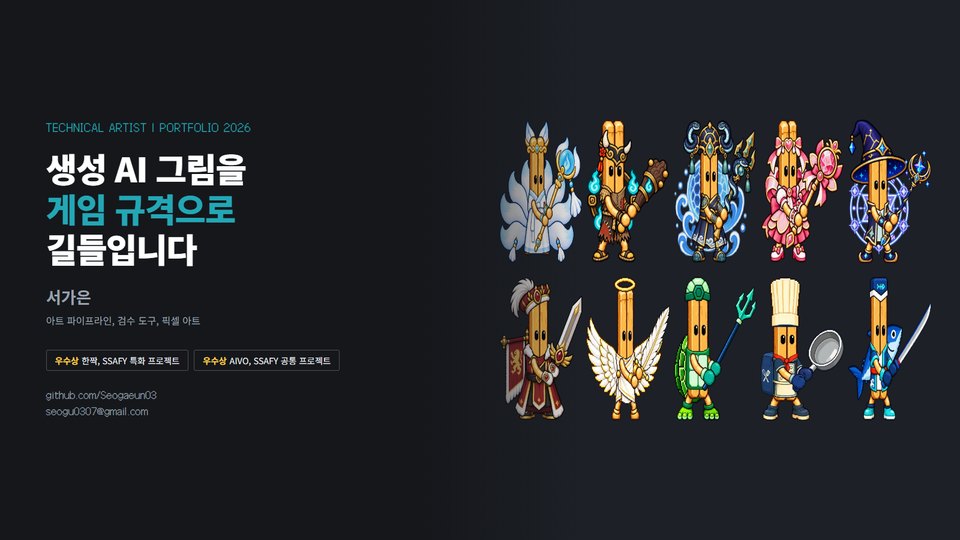 TECHNICAL ARTIST | PORTFOLIO 2026
생성 AI 그림을
게임 규격으로
길들입니다
서가은
아트 파이프라인, 검수 도구, 픽셀 아트
우수상 한짝, SSAFY 특화 프로젝트
우수상 AIVO, SSAFY 공통 프로젝트
github.com/Seogaeun03
seogu0307@gmail.com